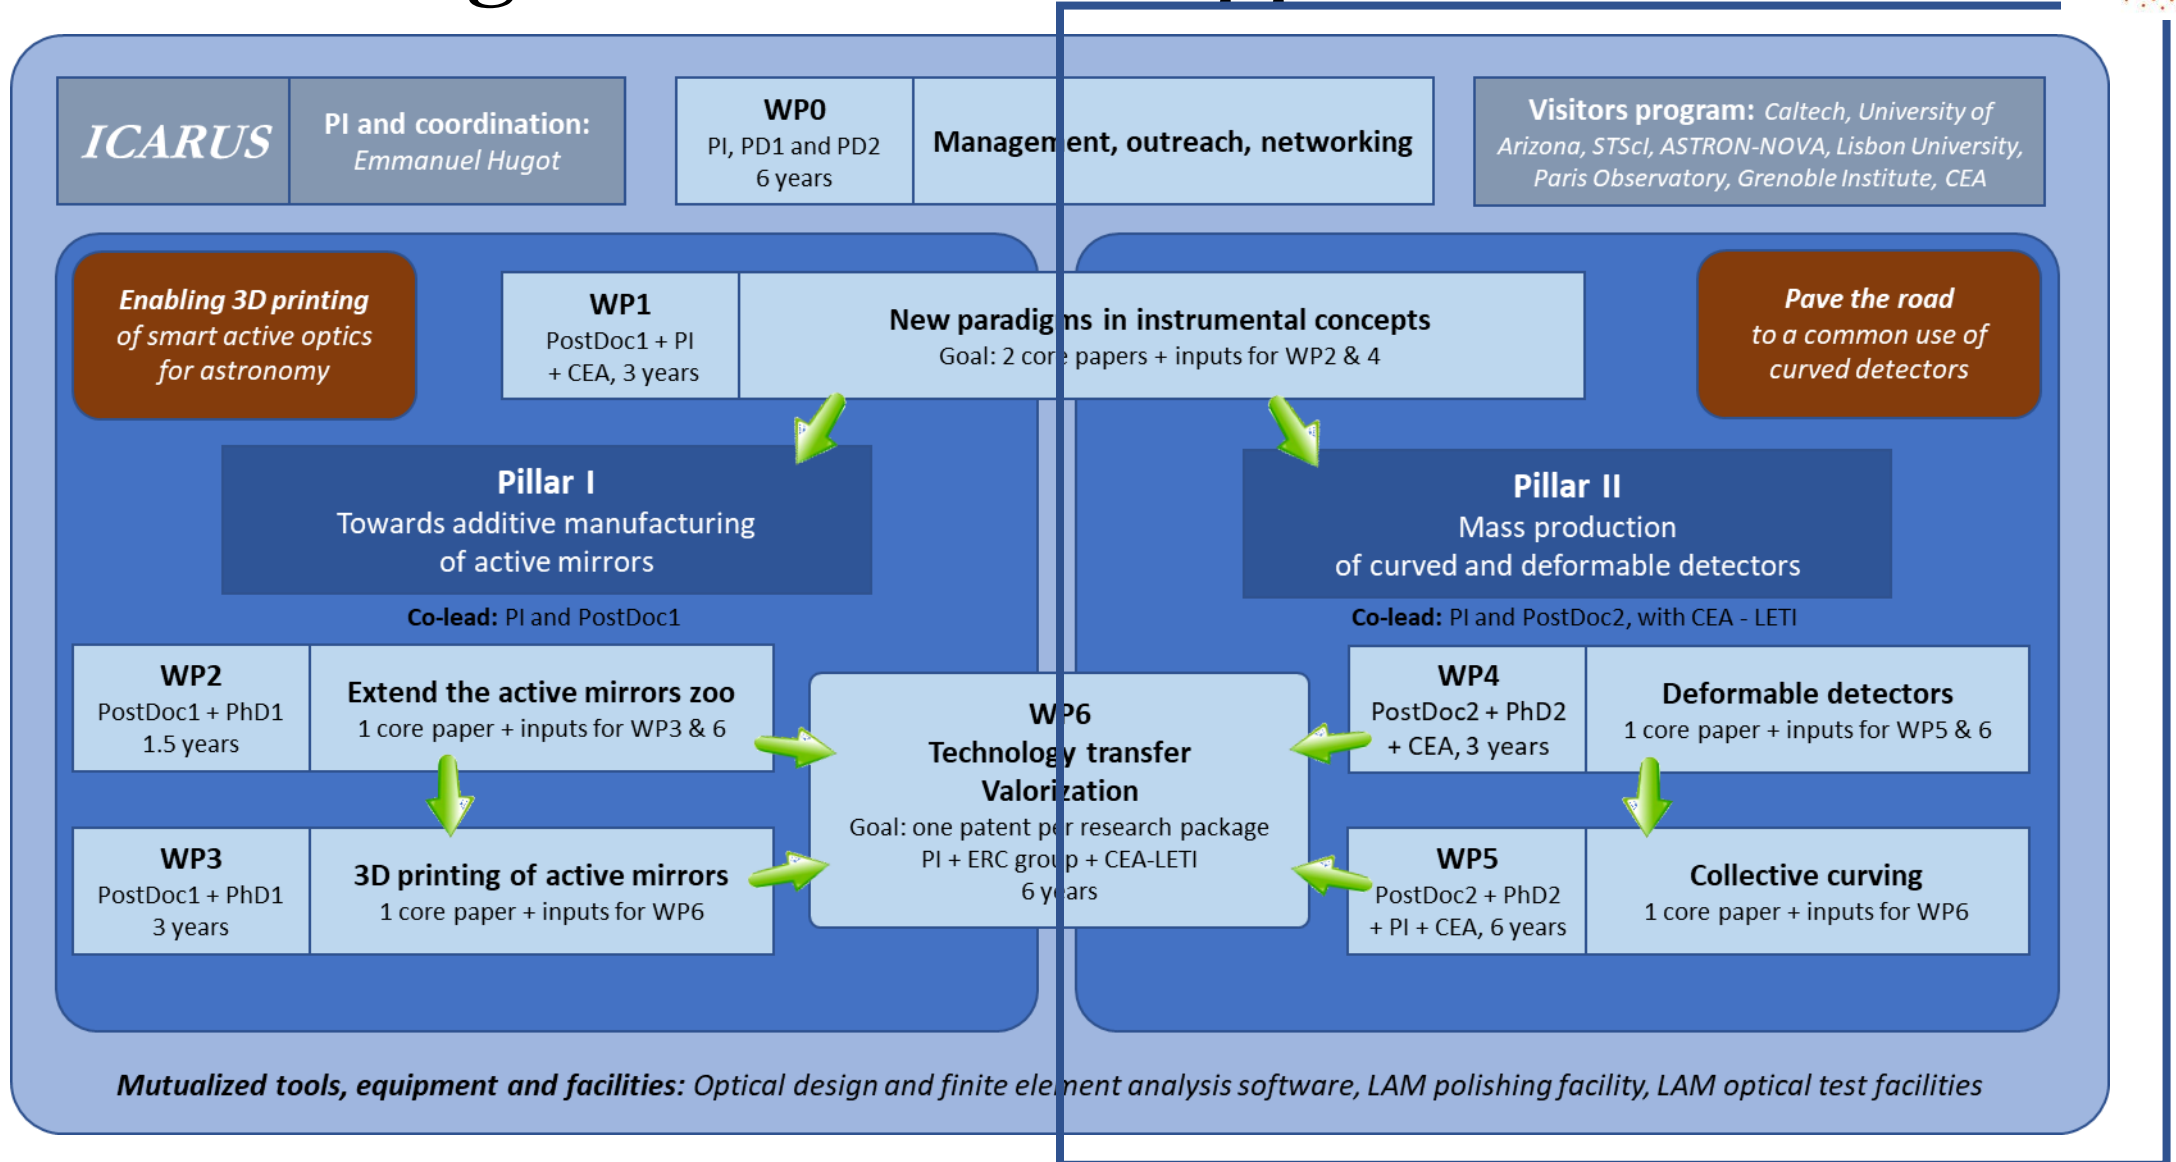 ICARUS
PI and coordination:
Emmanuel Hugot
WP0
PI, PD1 and PD2
6 years
Management, outreach, networking
Visitors program: Caltech, University of
Arizona, STScI, ASTRON-NOVA, Lisbon University,
Paris Observatory, Grenoble Institute, CEA
Enabling 3D printing
of smart active optics
for astronomy
WP1
PostDoc1 + PI
+ CEA, 3 years
New paradigms in instrumental concepts
Goal: 2 core papers + inputs for WP2 & 4
Pave the road
to a common use of
curved detectors
Pillar I
Towards additive manufacturing
of active mirrors
Co-lead: PI and PostDoc1
Pillar II
Mass production
of curved and deformable detectors
Co-lead: PI and PostDoc2, with CEA - LETI
WP2
PostDoc1 + PhD1
1.5 years
Extend the active mirrors zoo
1 core paper + inputs for WP3 & 6
WP3
PostDoc1 + PhD1
3 years
3D printing of active mirrors
1 core paper + inputs for WP6
WP6
Technology transfer
Valorization
Goal: one patent per research package
PI + ERC group + CEA-LETI
6 years
WP4
PostDoc2 + PhD2
+ CEA, 3 years
Deformable detectors
1 core paper + inputs for WP5 & 6
WP5
PostDoc2 + PhD2
+ PI + CEA, 6 years
Collective curving
1 core paper + inputs for WP6
Mutualized tools, equipment and facilities: Optical design and finite element analysis software, LAM polishing facility, LAM optical test facilities